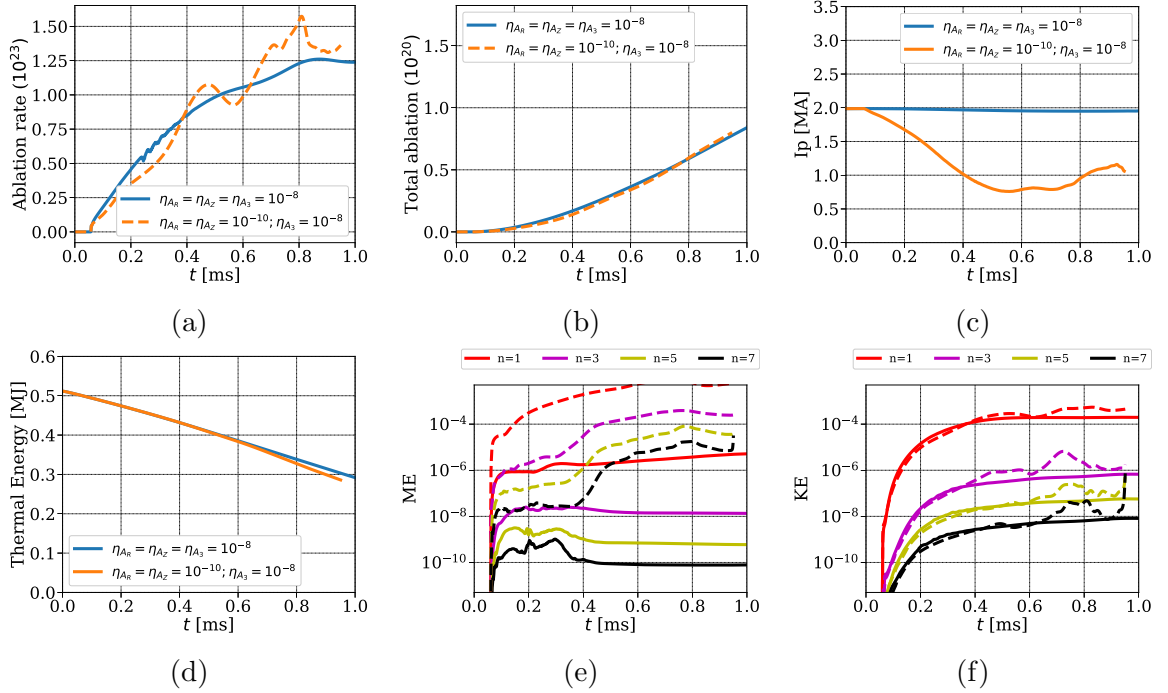 Ablation rate (10²³)
1.50
1.25
1.00
0.75
0.50
0.25
0.00
η_{A_R} = η_{A_Z} = η_{A_3} = 10⁻⁸
η_{A_R} = η_{A_Z} = 10⁻¹⁰; η_{A_3} = 10⁻⁸
0.0 0.2 0.4 0.6 0.8 1.0
t [ms]
(a)
Total ablation (10²⁰)
1.5
1.0
0.5
0.0
η_{A_R} = η_{A_Z} = η_{A_3} = 10⁻⁸
η_{A_R} = η_{A_Z} = 10⁻¹⁰; η_{A_3} = 10⁻⁸
0.0 0.2 0.4 0.6 0.8 1.0
t [ms]
(b)
Ip [MA]
3.5
3.0
2.5
2.0
1.5
1.0
0.5
0.0
η_{A_R} = η_{A_Z} = η_{A_3} = 10⁻⁸
η_{A_R} = η_{A_Z} = 10⁻¹⁰; η_{A_3} = 10⁻⁸
0.0 0.2 0.4 0.6 0.8 1.0
t [ms]
(c)
Thermal Energy [MJ]
0.6
0.5
0.4
0.3
0.2
0.1
0.0
η_{A_R} = η_{A_Z} = η_{A_3} = 10⁻⁸
η_{A_R} = η_{A_Z} = 10⁻¹⁰; η_{A_3} = 10⁻⁸
0.0 0.2 0.4 0.6 0.8 1.0
t [ms]
(d)
n=1 n=3 n=5 n=7
ME
10⁻⁴
10⁻⁶
10⁻⁸
10⁻¹⁰
0.0 0.2 0.4 0.6 0.8 1.0
t [ms]
(e)
n=1 n=3 n=5 n=7
KE
10⁻⁴
10⁻⁶
10⁻⁸
10⁻¹⁰
0.0 0.2 0.4 0.6 0.8 1.0
t [ms]
(f)